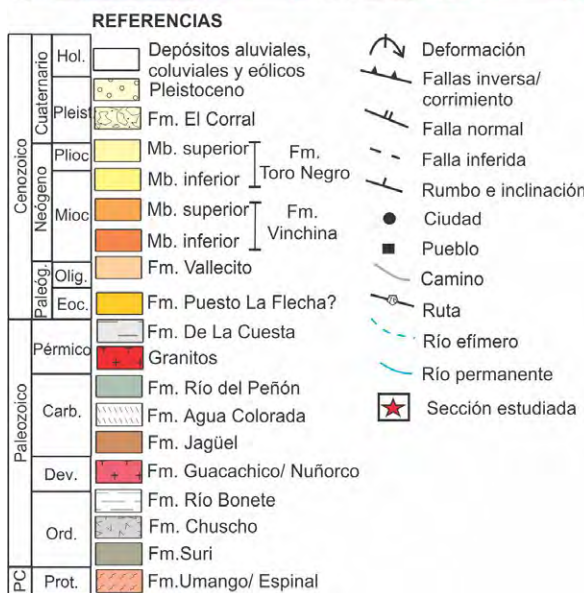 REFERENCIAS
Cenozoico
Cuaternario
Hol.
Depósitos aluviales,
coluviales y eólicos
Pleist
Pleistoceno
Fm. El Corral
Neógeno
Plioc
Mb. superior
Mb. inferior
Fm.
Toro Negro
Mioc
Mb. superior
Mb. inferior
Fm.
Vinchina
Paleóg.
Olig.
Fm. Vallecito
Eoc.
Fm. Puesto La Flecha?
Paleozoico
Pérmico
Fm. De La Cuesta
Granitos
Carb.
Fm. Río del Peñón
Fm. Agua Colorada
Fm. Jagüel
Dev.
Fm. Guacachico/ Nuñorco
Ord.
Fm. Río Bonete
Fm. Chuscho
Fm.Suri
PC
Prot.
Fm.Umango/ Espinal
Deformación
Fallas inversa/
corrimiento
Falla normal
Falla inferida
Rumbo e inclinación
Ciudad
Pueblo
Camino
Ruta
Río efímero
Río permanente
Sección estudiada